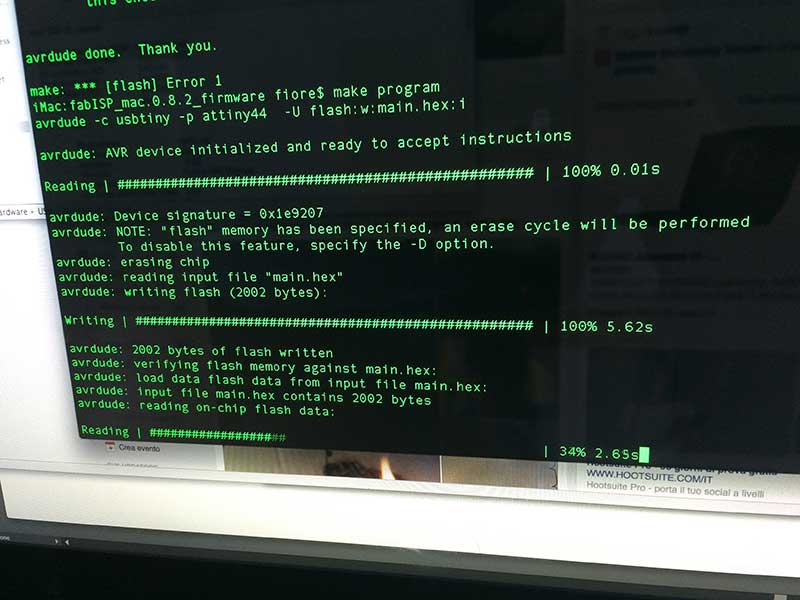 avrdude done.  Thank you.
make: *** [flash] Error 1
iMac:fabISP_mac.0.8.2_firmware fiore$ make program
avrdude -c usbtiny -p attiny44  -U flash:w:main.hex:i
avrdude: AVR device initialized and ready to accept instructions
Reading | ################################################## | 100% 0.01s
avrdude: Device signature = 0x1e9207
avrdude: NOTE: "flash" memory has been specified, an erase cycle will be performed
To disable this feature, specify the -D option.
avrdude: erasing chip
avrdude: reading input file "main.hex"
avrdude: writing flash (2002 bytes):
Writing | ################################################## | 100% 5.62s
avrdude: 2002 bytes of flash written
avrdude: verifying flash memory against main.hex:
avrdude: load data flash data from input file main.hex:
avrdude: input file main.hex contains 2002 bytes
avrdude: reading on-chip flash data:
Reading | ################# | 34% 2.65s
Crea evento
WWW.HOOTSUITE.COM/IT
Hootsuite Pro - porta il tuo social a livelli